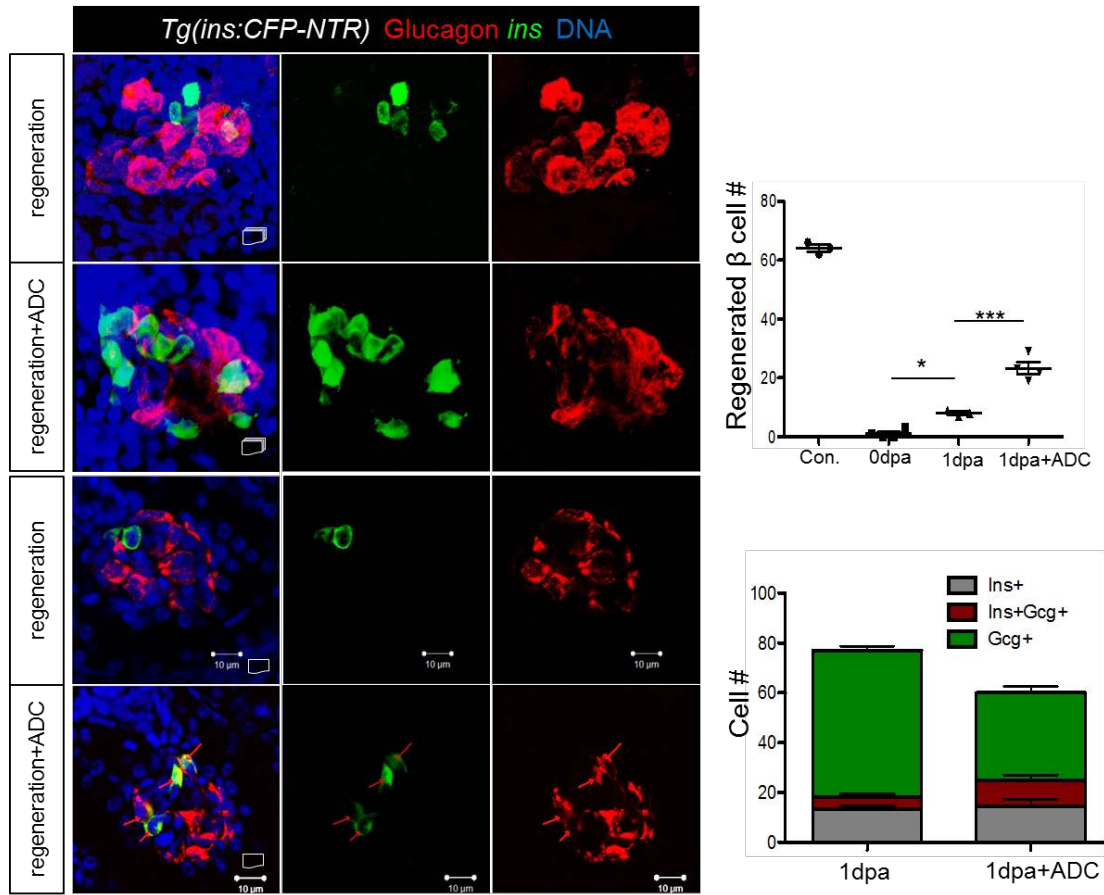 Tg(ins:CFP-NTR) Glucagon ins DNA
regeneration
regeneration+ADC
regeneration
10 µm
10 µm
10 µm
regeneration+ADC
10 µm
10 µm
10 µm
Regenerated β cell #
80
60
40
20
0
*
***
Con.
0dpa
1dpa
1dpa+ADC
Cell #
100
80
60
40
20
0
Ins+
Ins+Gcg+
Gcg+
1dpa
1dpa+ADC